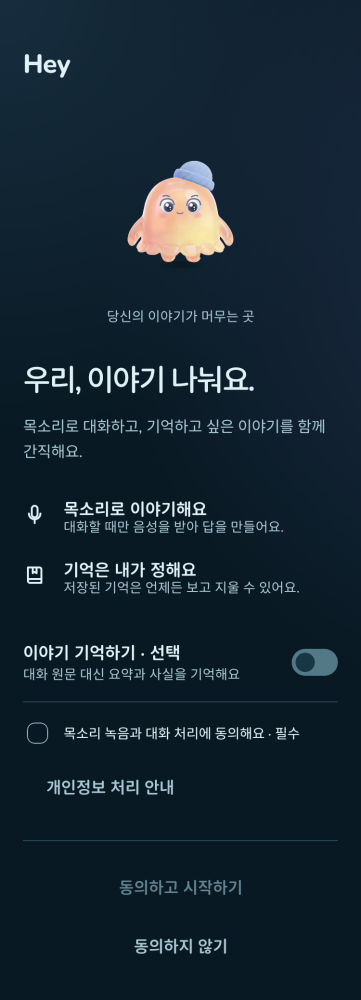 Hey
당신의 이야기가 머무는 곳
우리, 이야기 나눠요.
목소리로 대화하고, 기억하고 싶은 이야기를 함께
간직해요.
목소리로 이야기해요
대화할 때만 음성을 받아 답을 만들어요.
기억은 내가 정해요
저장된 기억은 언제든 보고 지울 수 있어요.
이야기 기억하기 · 선택
대화 원문 대신 요약과 사실을 기억해요
목소리 녹음과 대화 처리에 동의해요 · 필수
개인정보 처리 안내
동의하고 시작하기
동의하지 않기